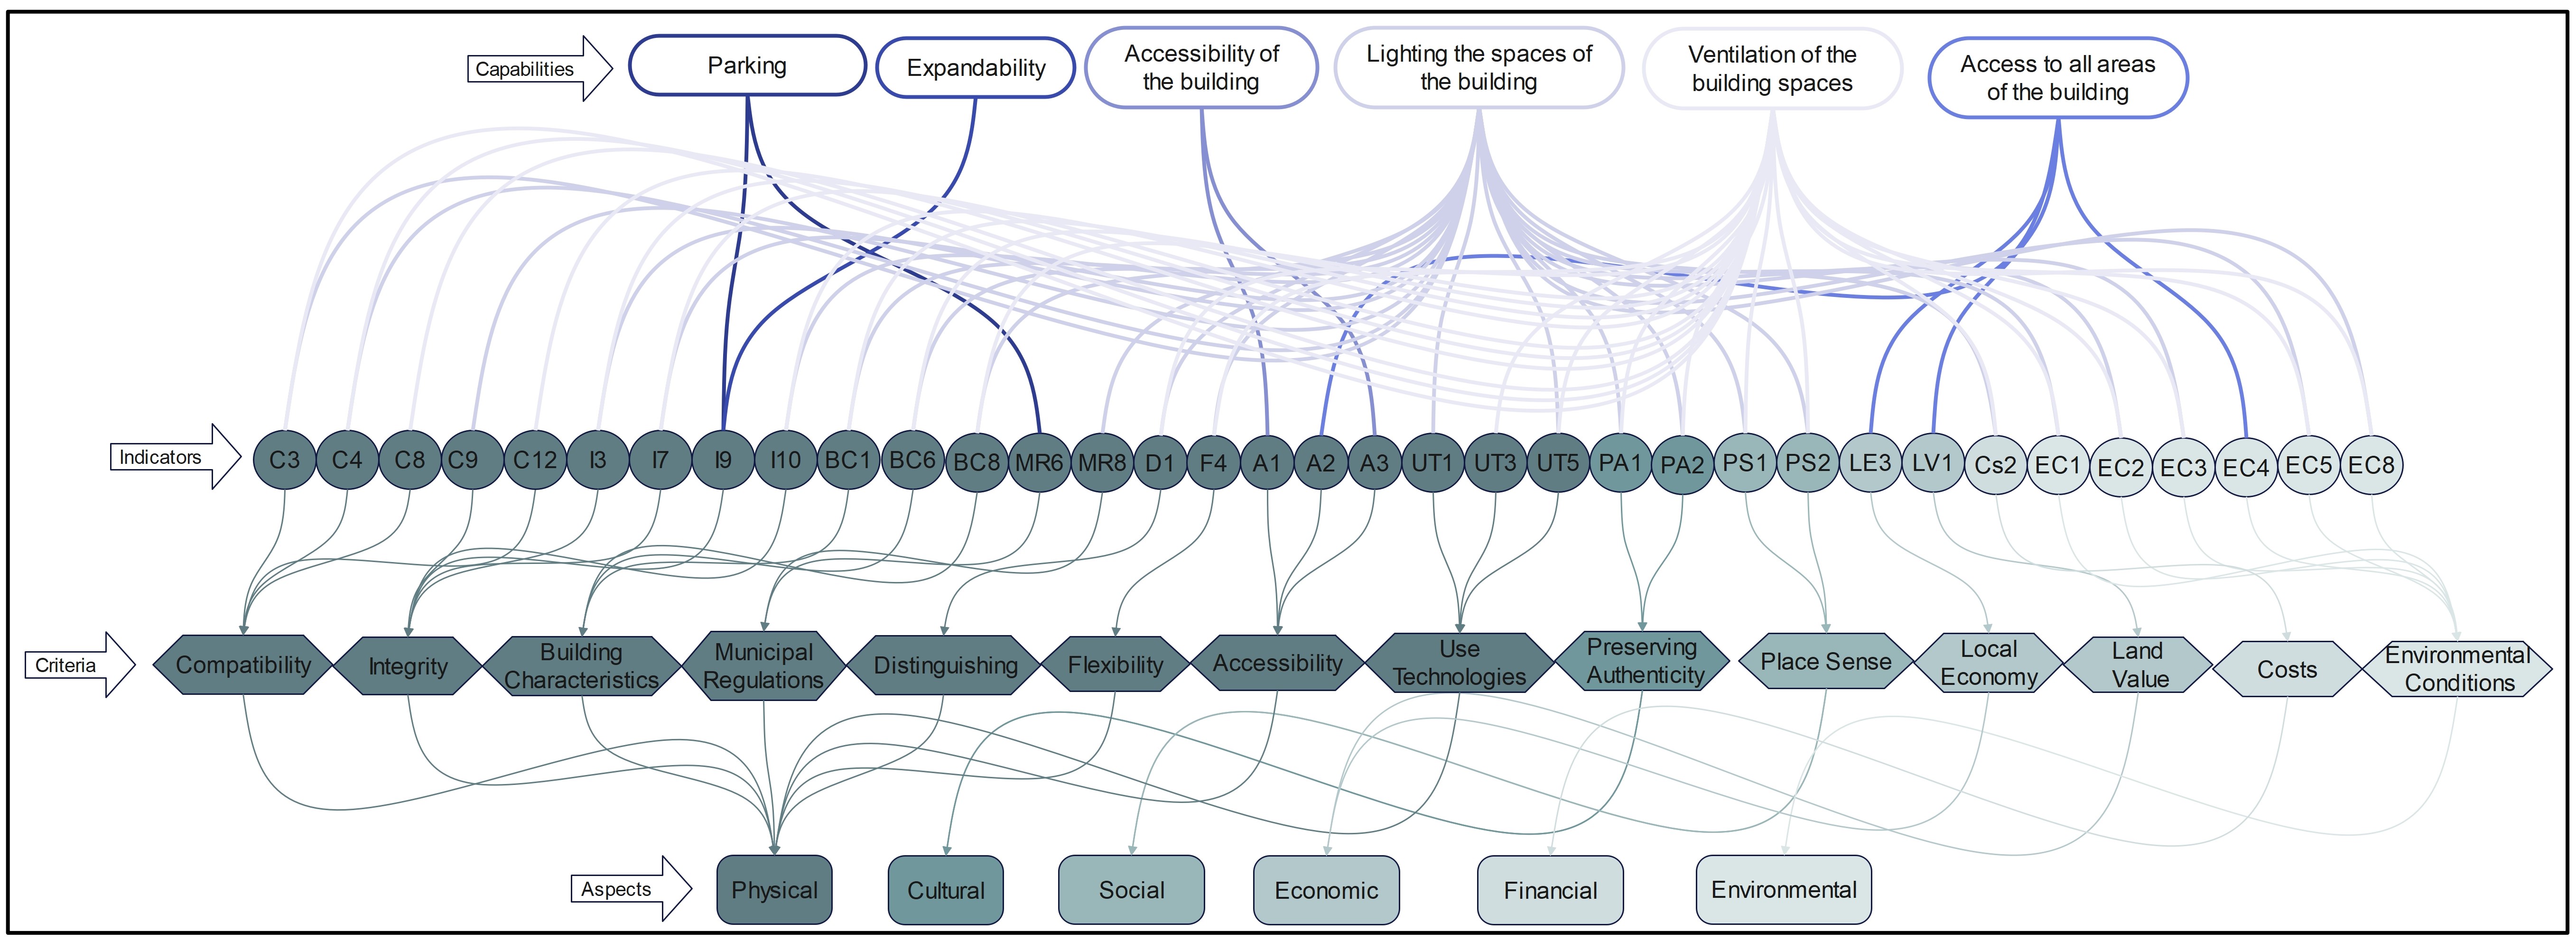 Capabilities
Parking
Expandability
Accessibility of
the building
Lighting the spaces of
the building
Ventilation of the
building spaces
Access to all areas
of the building
Indicators
C3
C4
C8
C9
C12
I3
I7
I9
I10
BC1
BC6
BC8
MR6
MR8
D1
F4
A1
A2
A3
UT1
UT3
UT5
PA1
PA2
PS1
PS2
LE3
LV1
Cs2
EC1
EC2
EC3
EC4
EC5
EC8
Criteria
Compatibility
Integrity
Building
Characteristics
Municipal
Regulations
Distinguishing
Flexibility
Accessibility
Use
Technologies
Preserving
Authenticity
Place Sense
Local
Economy
Land
Value
Costs
Environmental
Conditions
Aspects
Physical
Cultural
Social
Economic
Financial
Environmental